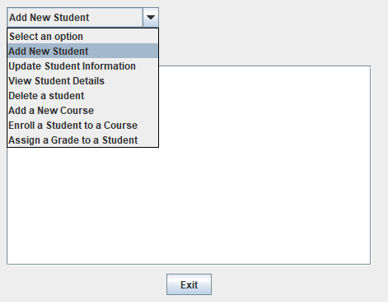 Add New Student
Select an option
Add New Student
Update Student Information
View Student Details
Delete a student
Add a New Course
Enroll a Student to a Course
Assign a Grade to a Student
Exit